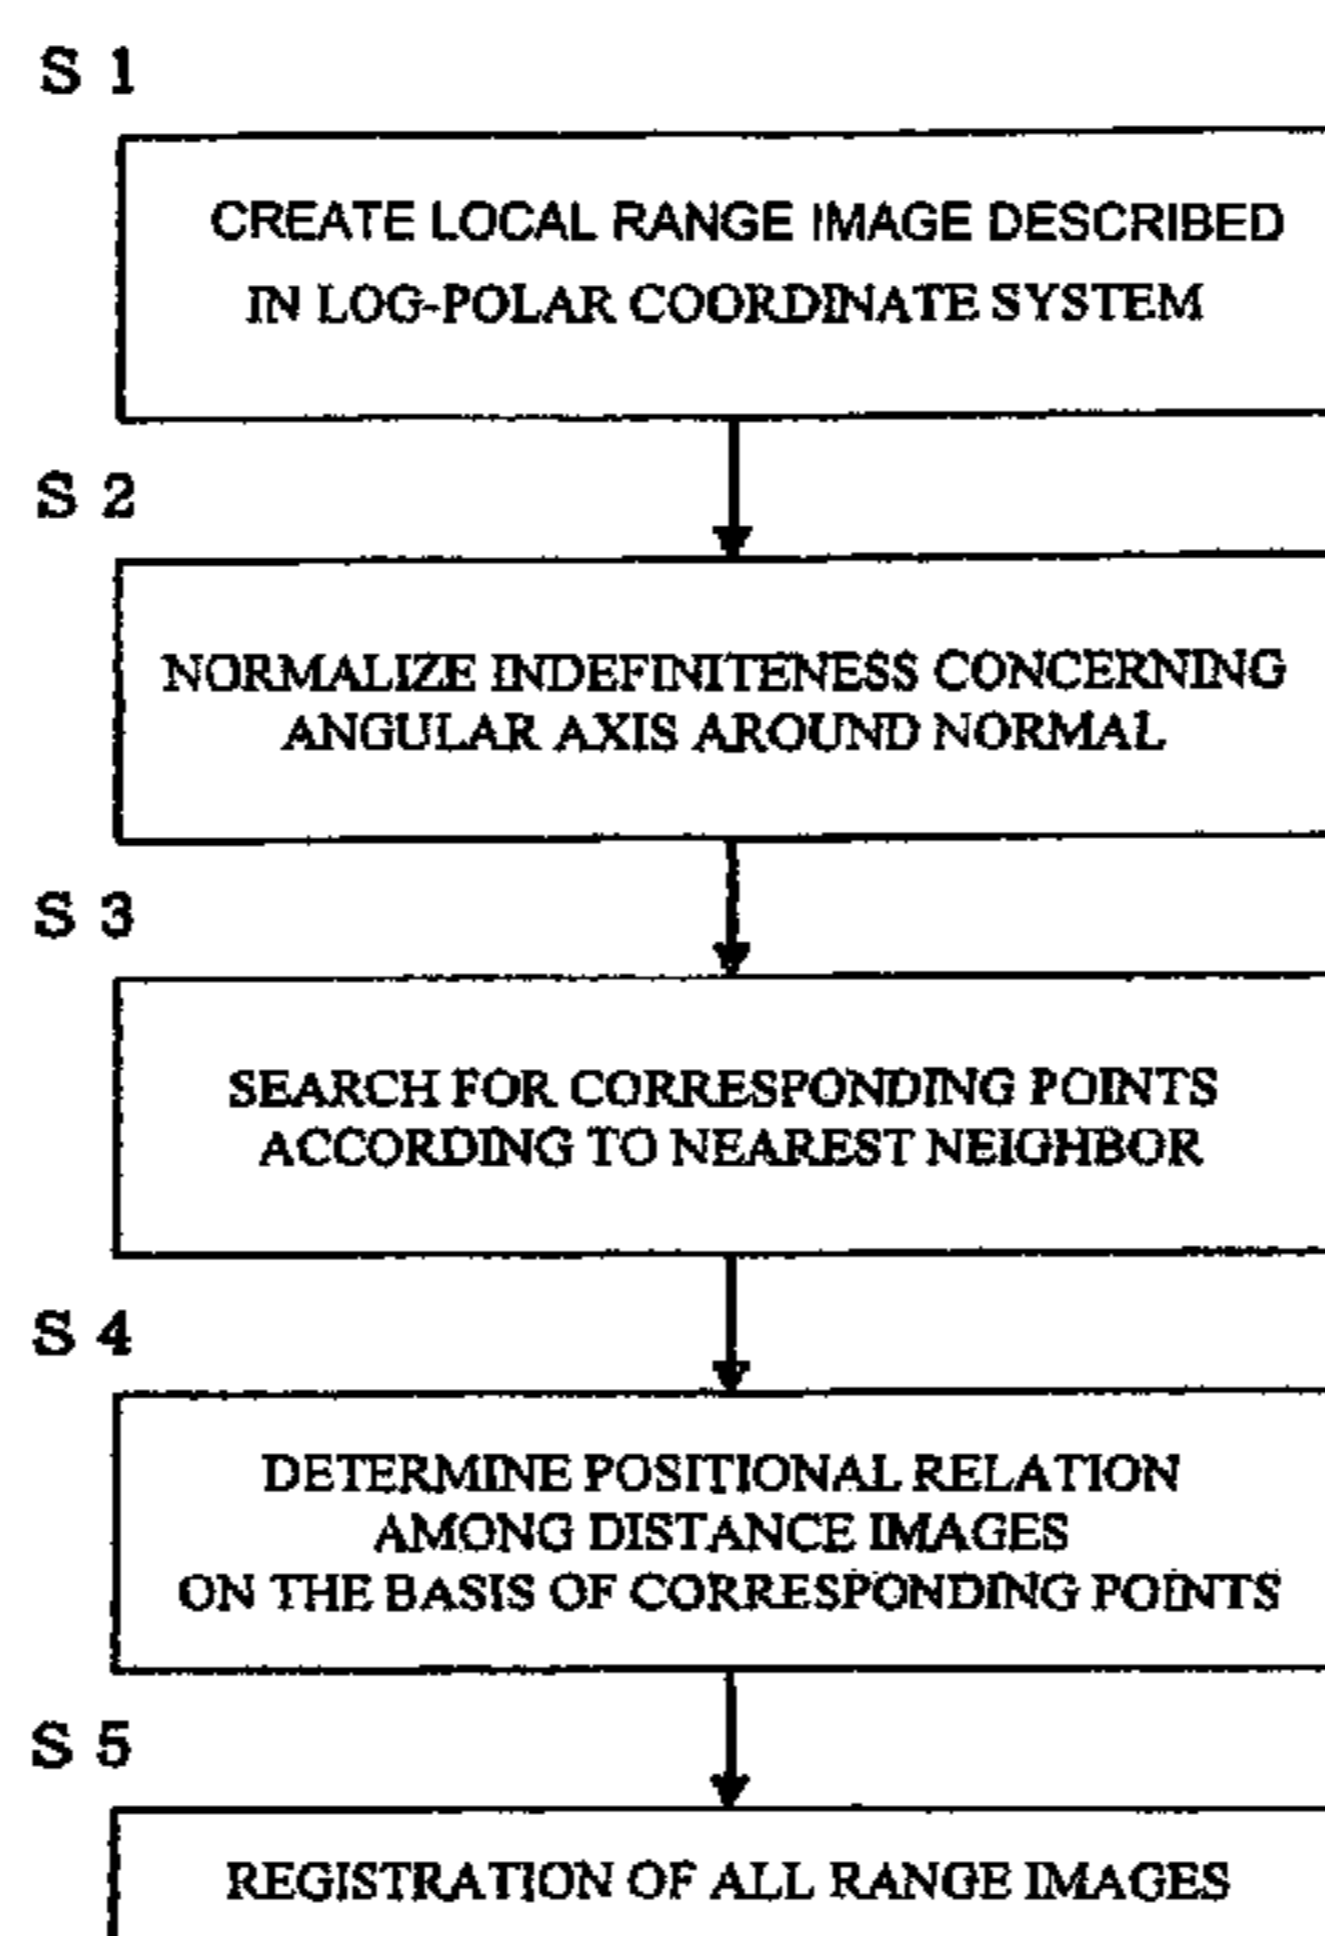 S 1
CREATE LOCAL RANGE IMAGE DESCRIBED
IN LOG-POLAR COORDINATE SYSTEM
S 2
NORMALIZE INDEFINITENESS CONCERNING
ANGULAR AXIS AROUND NORMAL
S 3
SEARCH FOR CORRESPONDING POINTS
ACCORDING TO NEAREST NEIGHBOR
S 4
DETERMINE POSITIONAL RELATION
AMONG DISTANCE IMAGES
ON THE BASIS OF CORRESPONDING POINTS
S 5
REGISTRATION OF ALL RANGE IMAGES